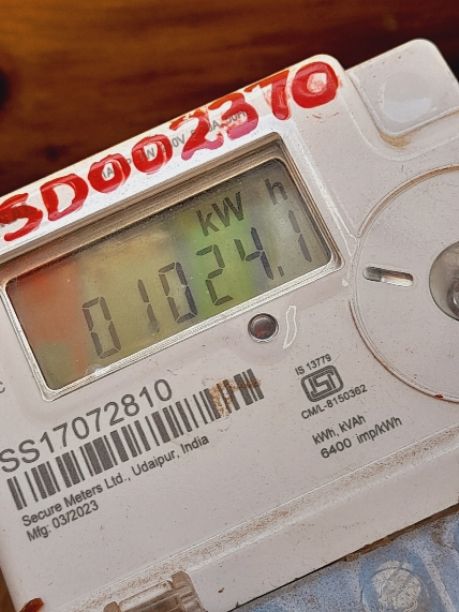 SD002370
kW h
01024.1
SS17072810
Secure Meters Ltd., Udaipur, India
Mfg: 03/2023
IS 13779
ISI
CM/L-8150362
kWh, kVAh
6400 imp/kWh